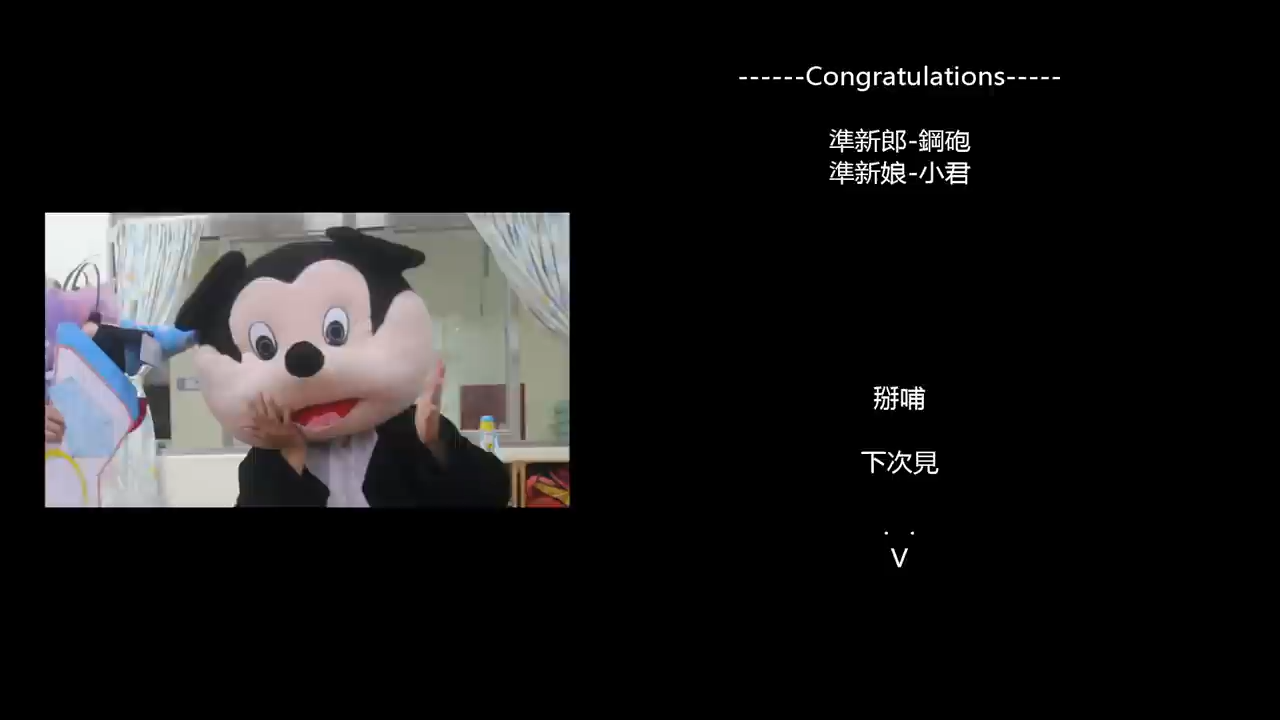 ------Congratulations-----
準新郎-鋼砲
準新娘-小君
掰哺
下次見
. .
V